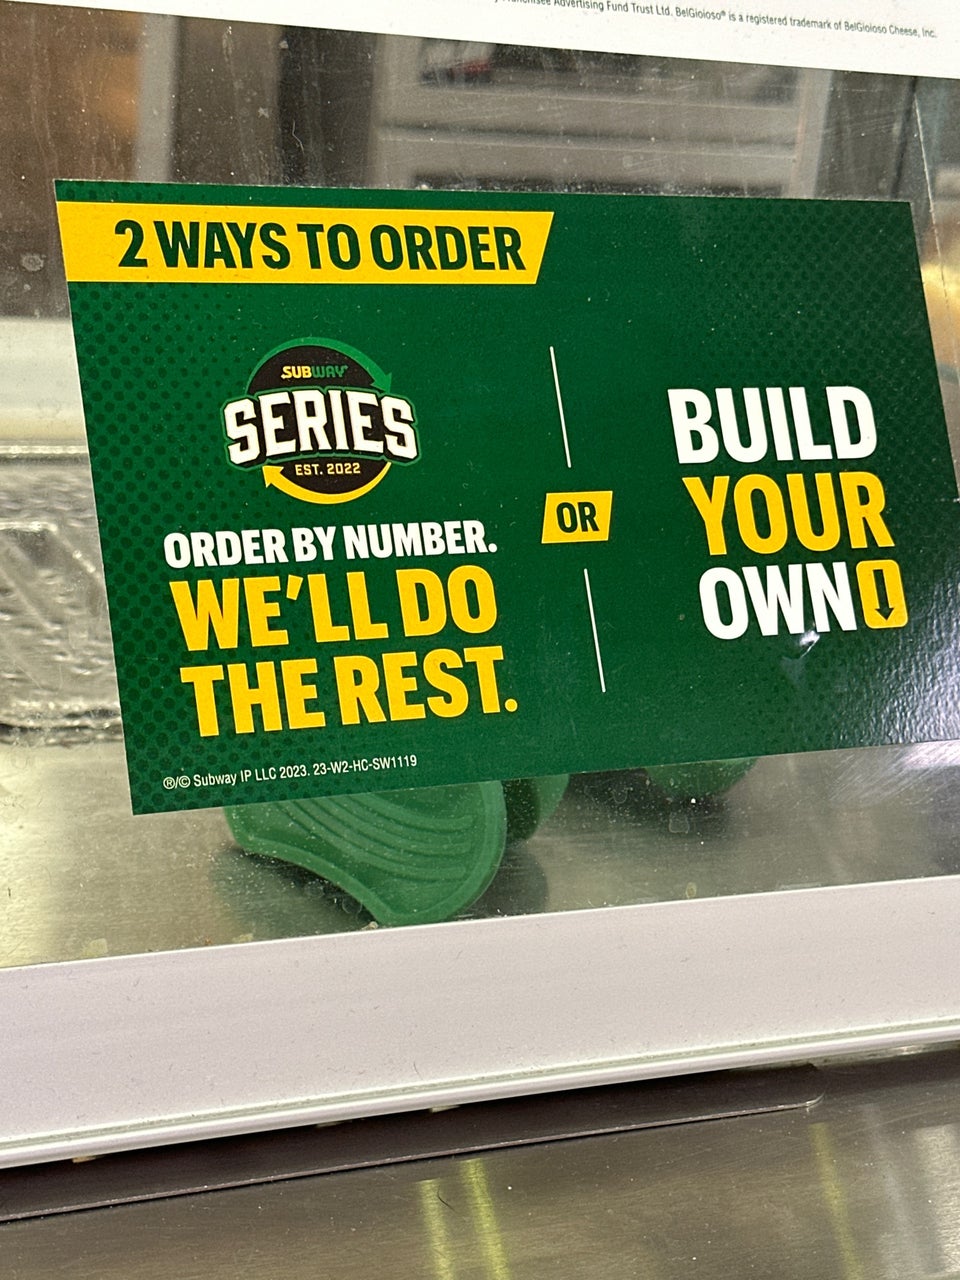 Advertising Fund Trust Ltd. BelGioioso® is a registered trademark of BelGioioso Cheese, Inc.
2 WAYS TO ORDER
SUBWAY
SERIES
EST. 2022
ORDER BY NUMBER.
WE'LL DO
THE REST.
®/© Subway IP LLC 2023. 23-W2-HC-SW1119
OR
BUILD
YOUR
OWN